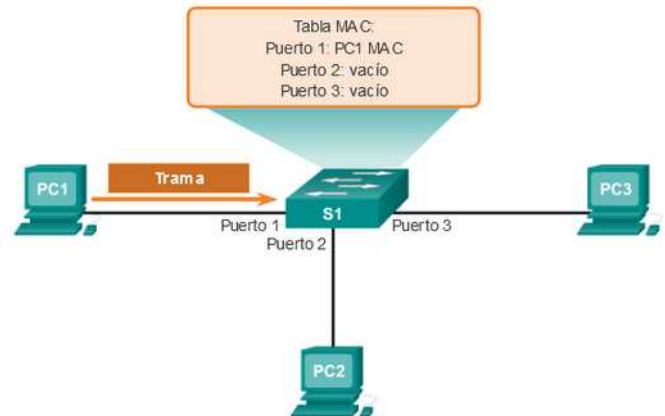 Tabla MAC:
Puerto 1: PC1 MAC
Puerto 2: vacío
Puerto 3: vacío
PC1
Trama
S1
PC3
Puerto 1
Puerto 2
Puerto 3
PC2